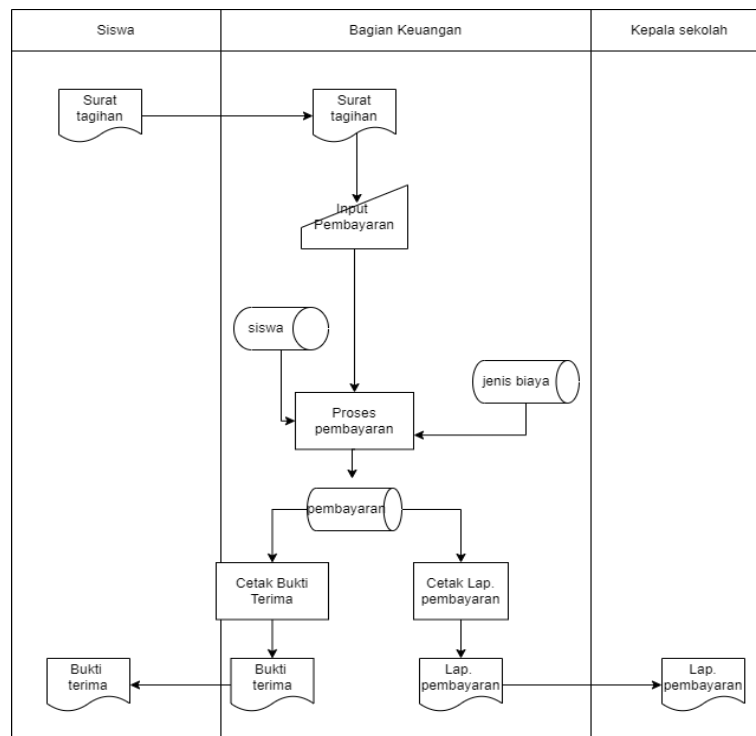 Siswa
Bagian Keuangan
Kepala sekolah
Surat
tagihan
Surat
tagihan
Input
Pembayaran
siswa
jenis biaya
Proses
pembayaran
pembayaran
Cetak Bukti
Terima
Cetak Lap.
pembayaran
Bukti
terima
Bukti
terima
Lap.
pembayaran
Lap.
pembayaran